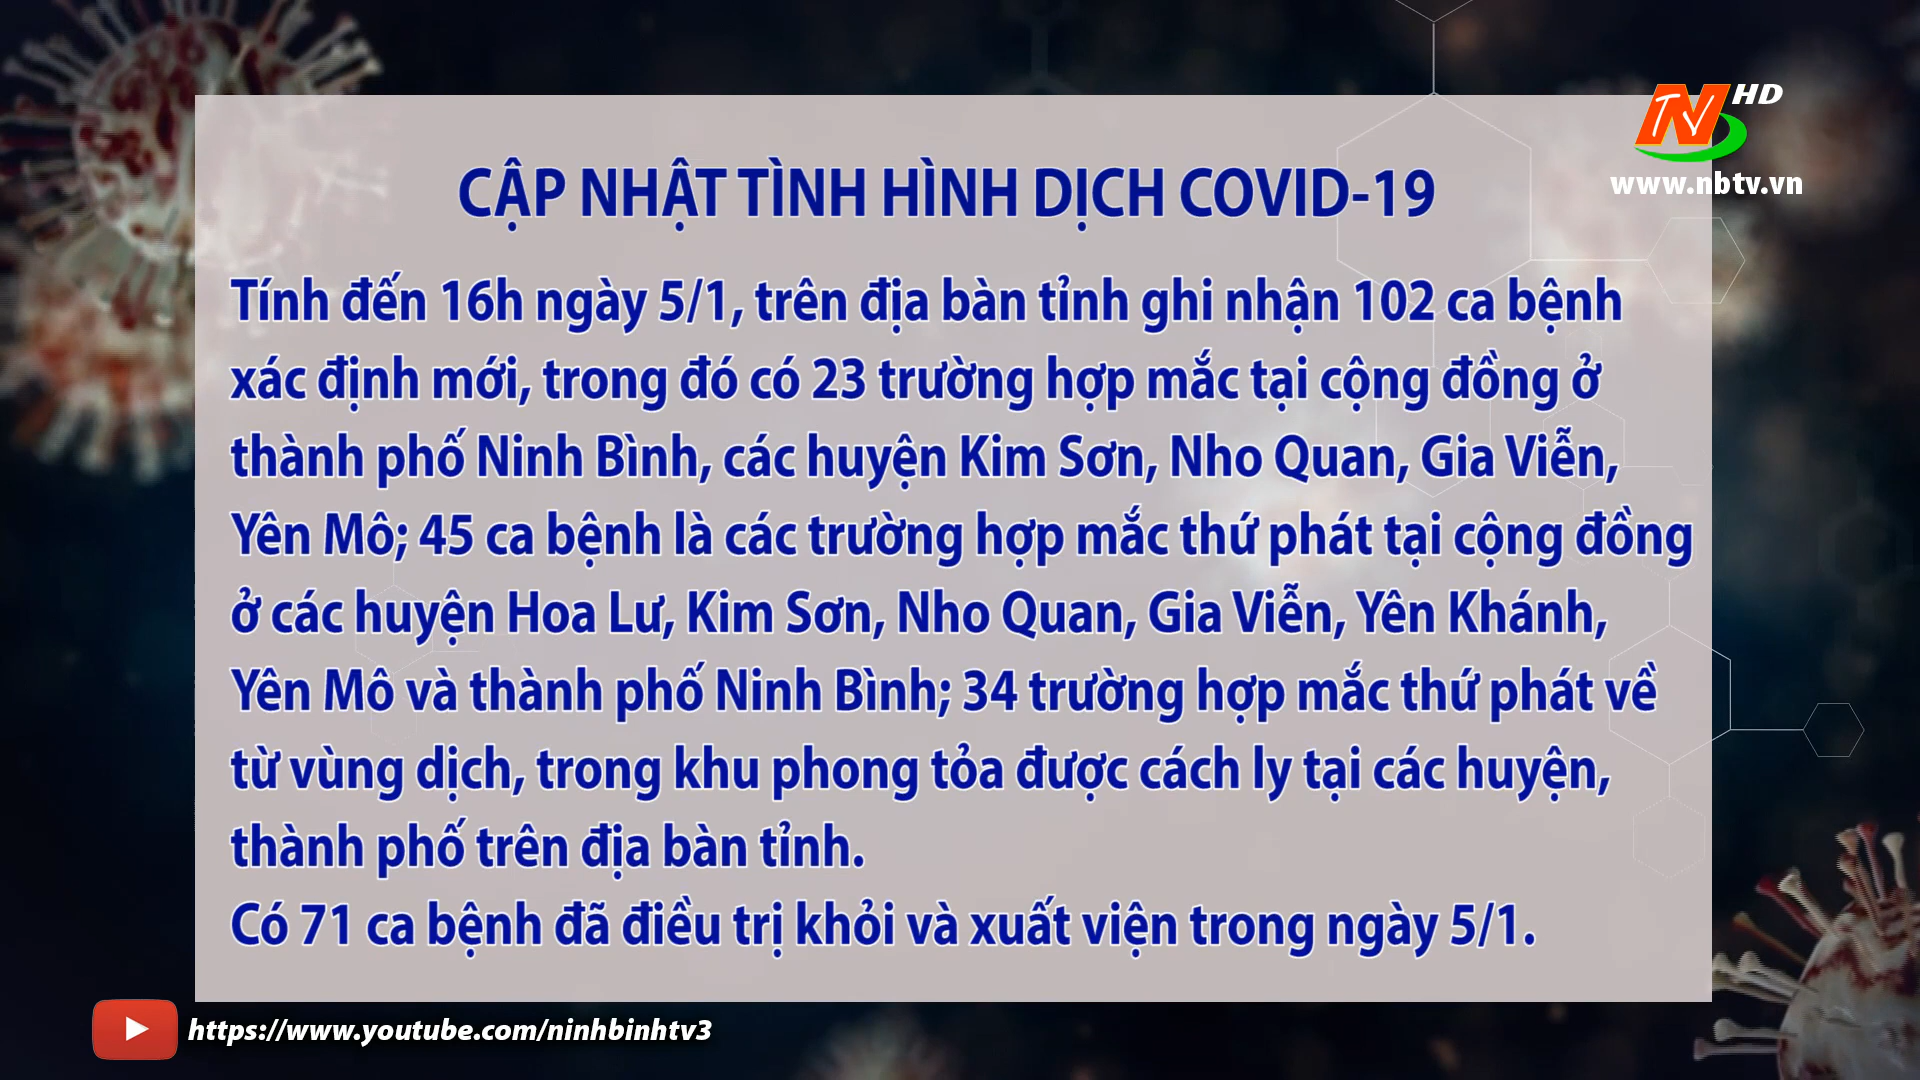 TV N HD
www.nbtv.vn
CẬP NHẬT TÌNH HÌNH DỊCH COVID-19
Tính đến 16h ngày 5/1, trên địa bàn tỉnh ghi nhận 102 ca bệnh
xác định mới, trong đó có 23 trường hợp mắc tại cộng đồng ở
thành phố Ninh Bình, các huyện Kim Sơn, Nho Quan, Gia Viễn,
Yên Mô; 45 ca bệnh là các trường hợp mắc thứ phát tại cộng đồng
ở các huyện Hoa Lư, Kim Sơn, Nho Quan, Gia Viễn, Yên Khánh,
Yên Mô và thành phố Ninh Bình; 34 trường hợp mắc thứ phát về
từ vùng dịch, trong khu phong tỏa được cách ly tại các huyện,
thành phố trên địa bàn tỉnh.
Có 71 ca bệnh đã điều trị khỏi và xuất viện trong ngày 5/1.
https://www.youtube.com/ninhbinhtv3